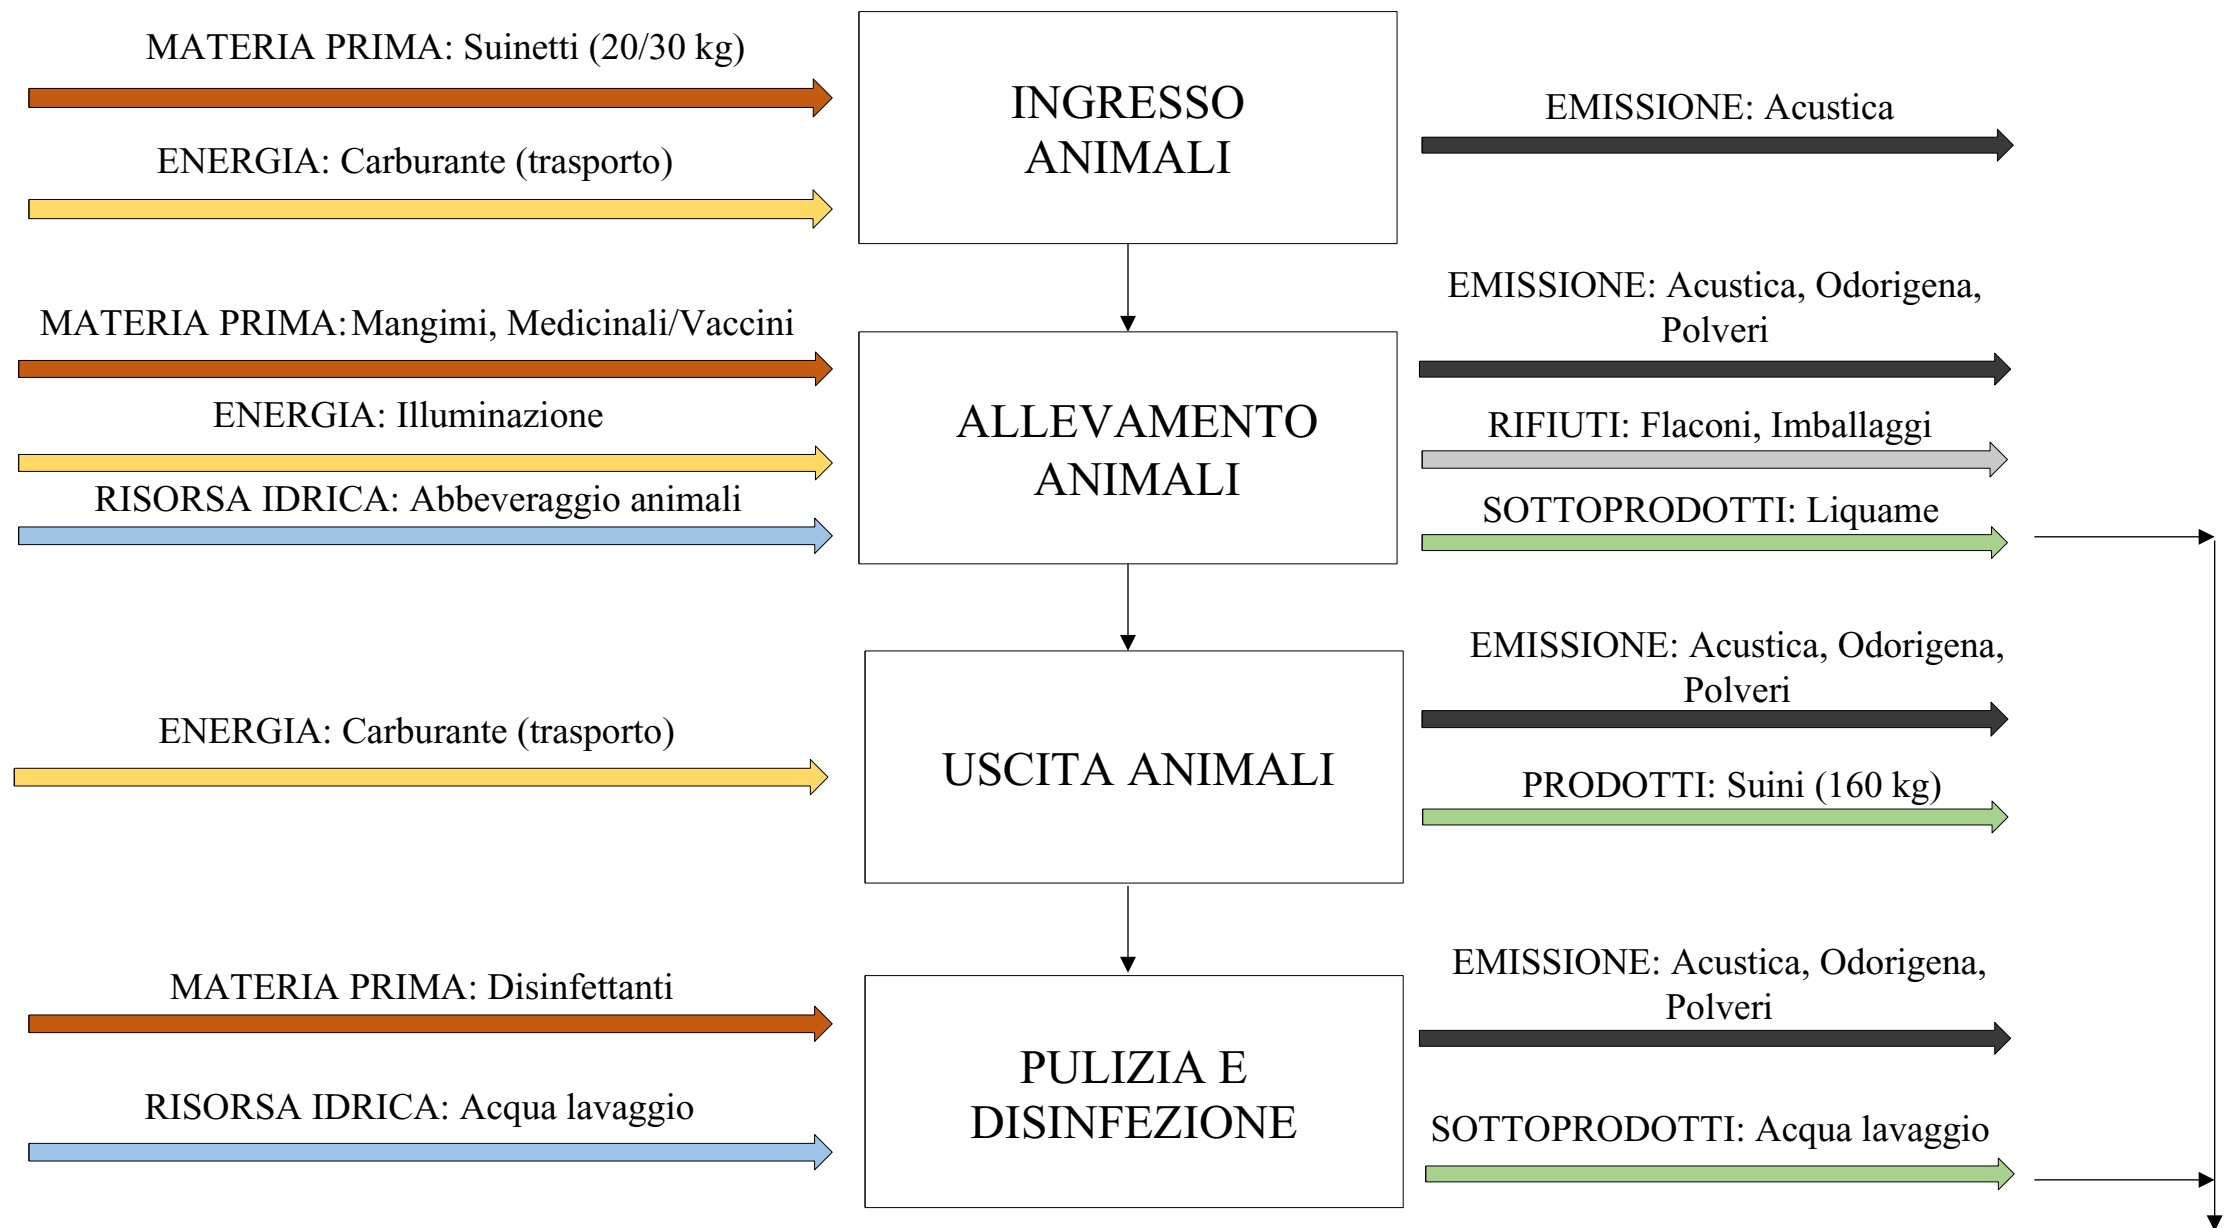 MATERIA PRIMA: Suinetti (20/30 kg)
ENERGIA: Carburante (trasporto)
INGRESSO
ANIMALI
EMISSIONE: Acustica
MATERIA PRIMA: Mangimi, Medicinali/Vaccini
ENERGIA: Illuminazione
RISORSA IDRICA: Abbeveraggio animali
ALLEVAMENTO
ANIMALI
EMISSIONE: Acustica, Odorigena,
Polveri
RIFIUTI: Flaconi, Imballaggi
SOTTOPRODOTTI: Liquame
ENERGIA: Carburante (trasporto)
USCITA ANIMALI
EMISSIONE: Acustica, Odorigena,
Polveri
PRODOTTI: Suini (160 kg)
MATERIA PRIMA: Disinfettanti
RISORSA IDRICA: Acqua lavaggio
PULIZIA E
DISINFEZIONE
EMISSIONE: Acustica, Odorigena,
Polveri
SOTTOPRODOTTI: Acqua lavaggio